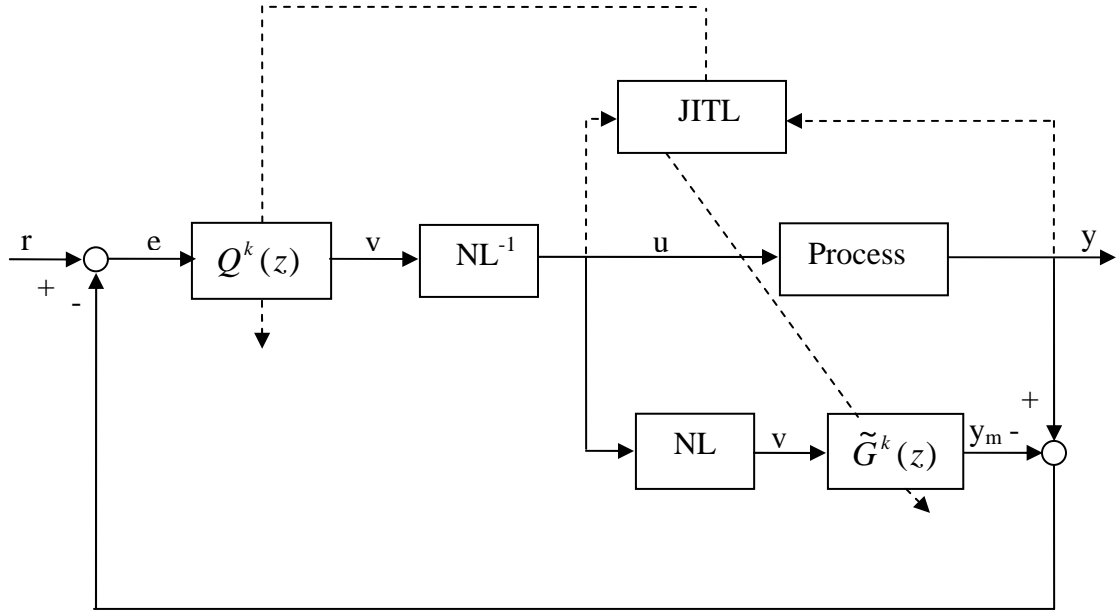 JITL
r
+
-
e
Q^k(z)
v
NL^-1
u
Process
y
NL
v
G̃^k(z)
y_m
-
+